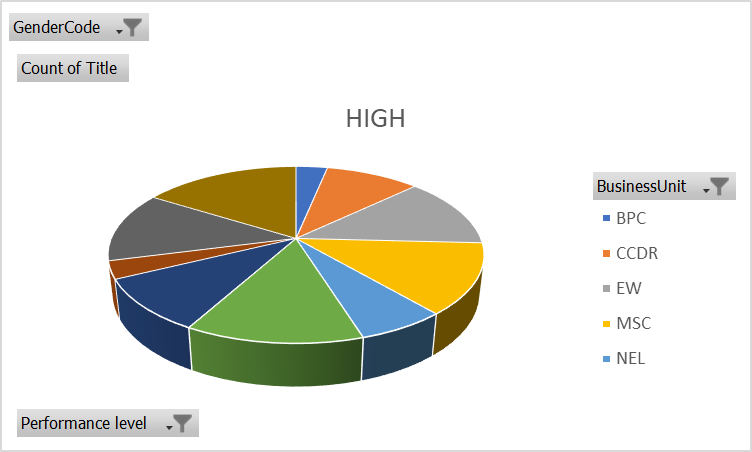 GenderCode
Count of Title
HIGH
BusinessUnit
BPC
CCDR
EW
MSC
NEL
Performance level